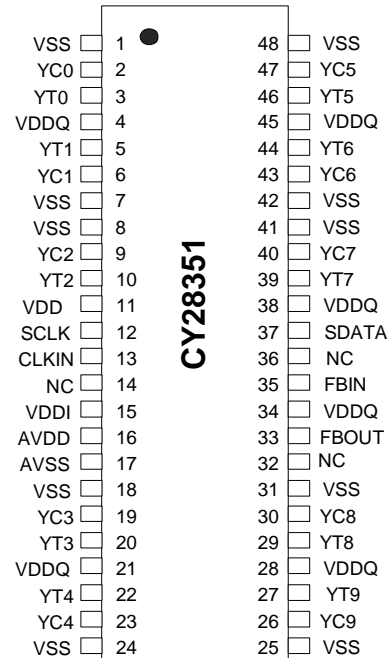 VSS 1 48 VSS
YC0 2 47 YC5
YT0 3 46 YT5
VDDQ 4 45 VDDQ
YT1 5 44 YT6
YC1 6 43 YC6
VSS 7 42 VSS
VSS 8 41 VSS
YC2 9 40 YC7
YT2 10 39 YT7
VDD 11 38 VDDQ
SCLK 12 37 SDATA
CLKIN 13 36 NC
NC 14 35 FBIN
VDDI 15 34 VDDQ
AVDD 16 33 FBOUT
AVSS 17 32 NC
VSS 18 31 VSS
YC3 19 30 YC8
YT3 20 29 YT8
VDDQ 21 28 VDDQ
YT4 22 27 YT9
YC4 23 26 YC9
VSS 24 25 VSS
CY28351